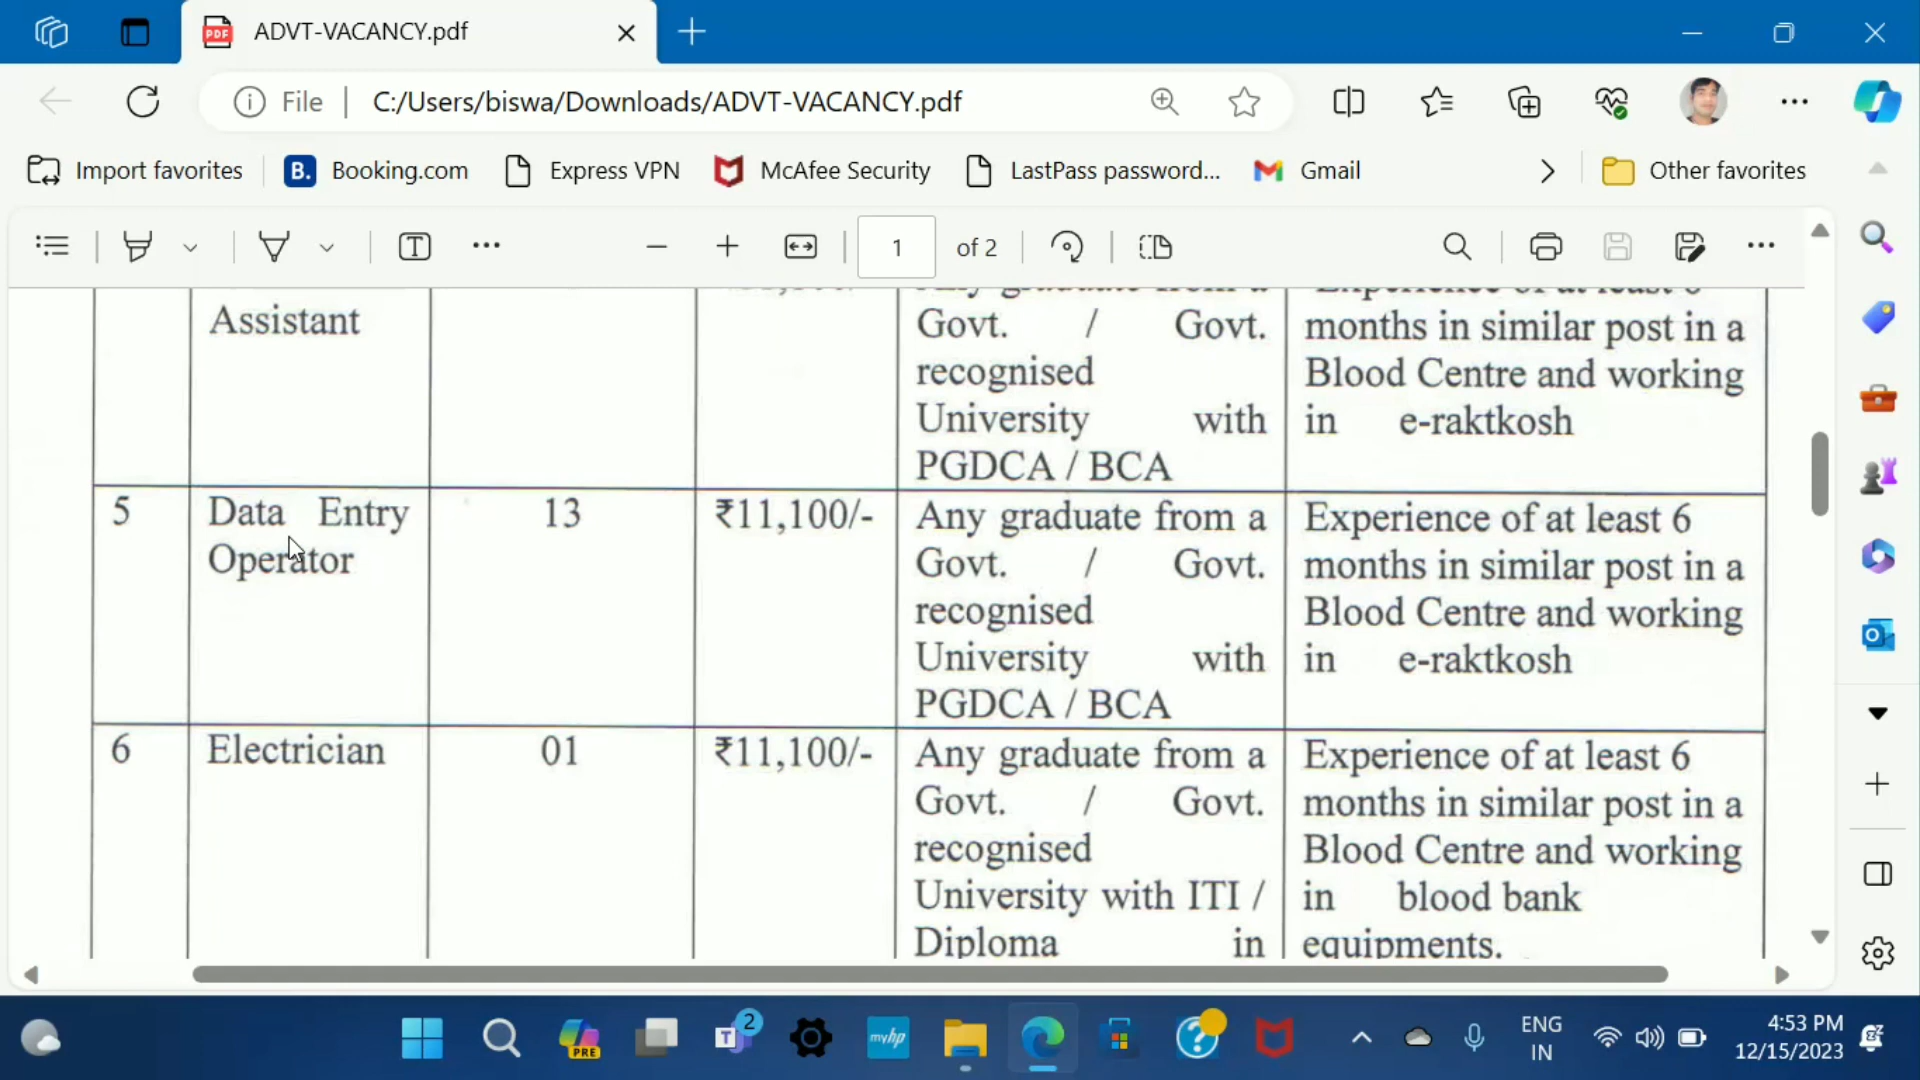 ADVT-VACANCY.pdf
File
C:/Users/biswa/Downloads/ADVT-VACANCY.pdf
Import favorites
B.
Booking.com
Express VPN
McAfee Security
LastPass password...
Gmail
Other favorites
1
of 2
Assistant
Govt. / Govt.
recognised
University with
PGDCA / BCA
months in similar post in a
Blood Centre and working
in e-raktkosh
5
Data Entry
Operator
13
₹11,100/-
Any graduate from a
Govt. / Govt.
recognised
University with
PGDCA / BCA
Experience of at least 6
months in similar post in a
Blood Centre and working
in e-raktkosh
6
Electrician
01
₹11,100/-
Any graduate from a
Govt. / Govt.
recognised
University with ITI /
Diploma in
Experience of at least 6
months in similar post in a
Blood Centre and working
in blood bank
equipments.
PRE
2
myhp
ENG
IN
4:53 PM
12/15/2023